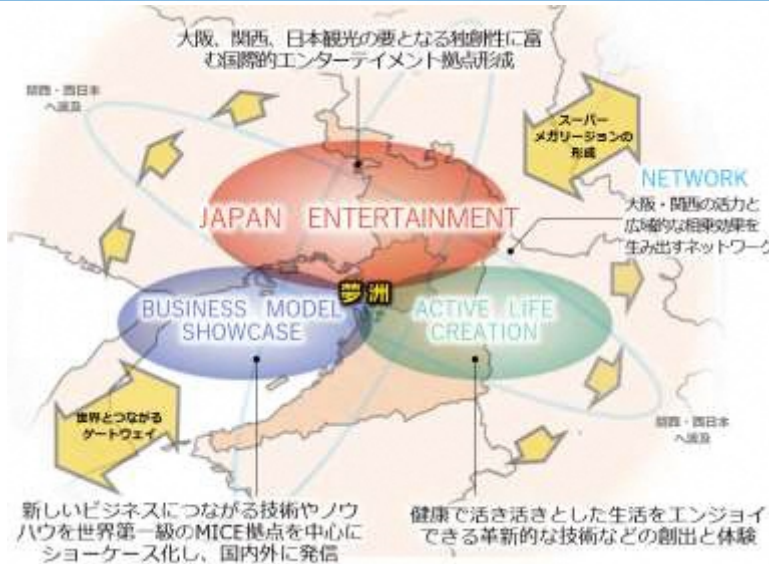 大阪、関西、日本観光の要となる独創性に富
む国際的エンターテイメント拠点形成
関西・西日本
へ波及
スーパー
メガリージョンの
形成
NETWORK
大阪・関西の活力と
広域的な相乗効果を
生み出すネットワーク
JAPAN ENTERTAINMENT
夢洲
BUSINESS MODEL
SHOWCASE
ACTIVE LIFE
CREATION
世界とつながる
ゲートウェイ
関西・西日本
へ波及
新しいビジネスにつながる技術やノウ
ハウを世界第一級のMICE拠点を中心に
ショーケース化し、国内外に発信
健康で活き活きとした生活をエンジョイ
できる革新的な技術などの創出と体験